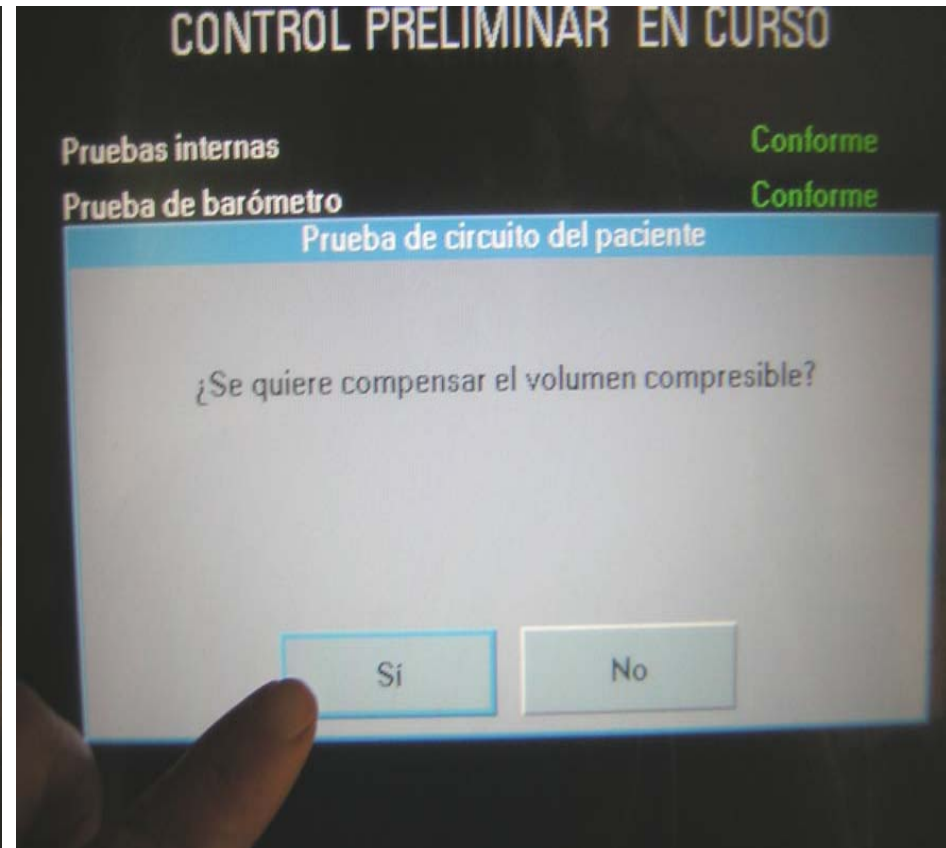 CONTROL PRELIMINAR EN CURSO
Pruebas internas Conforme
Prueba de barómetro Conforme
Prueba de circuito del paciente
¿Se quiere compensar el volumen compresible?
Sí No